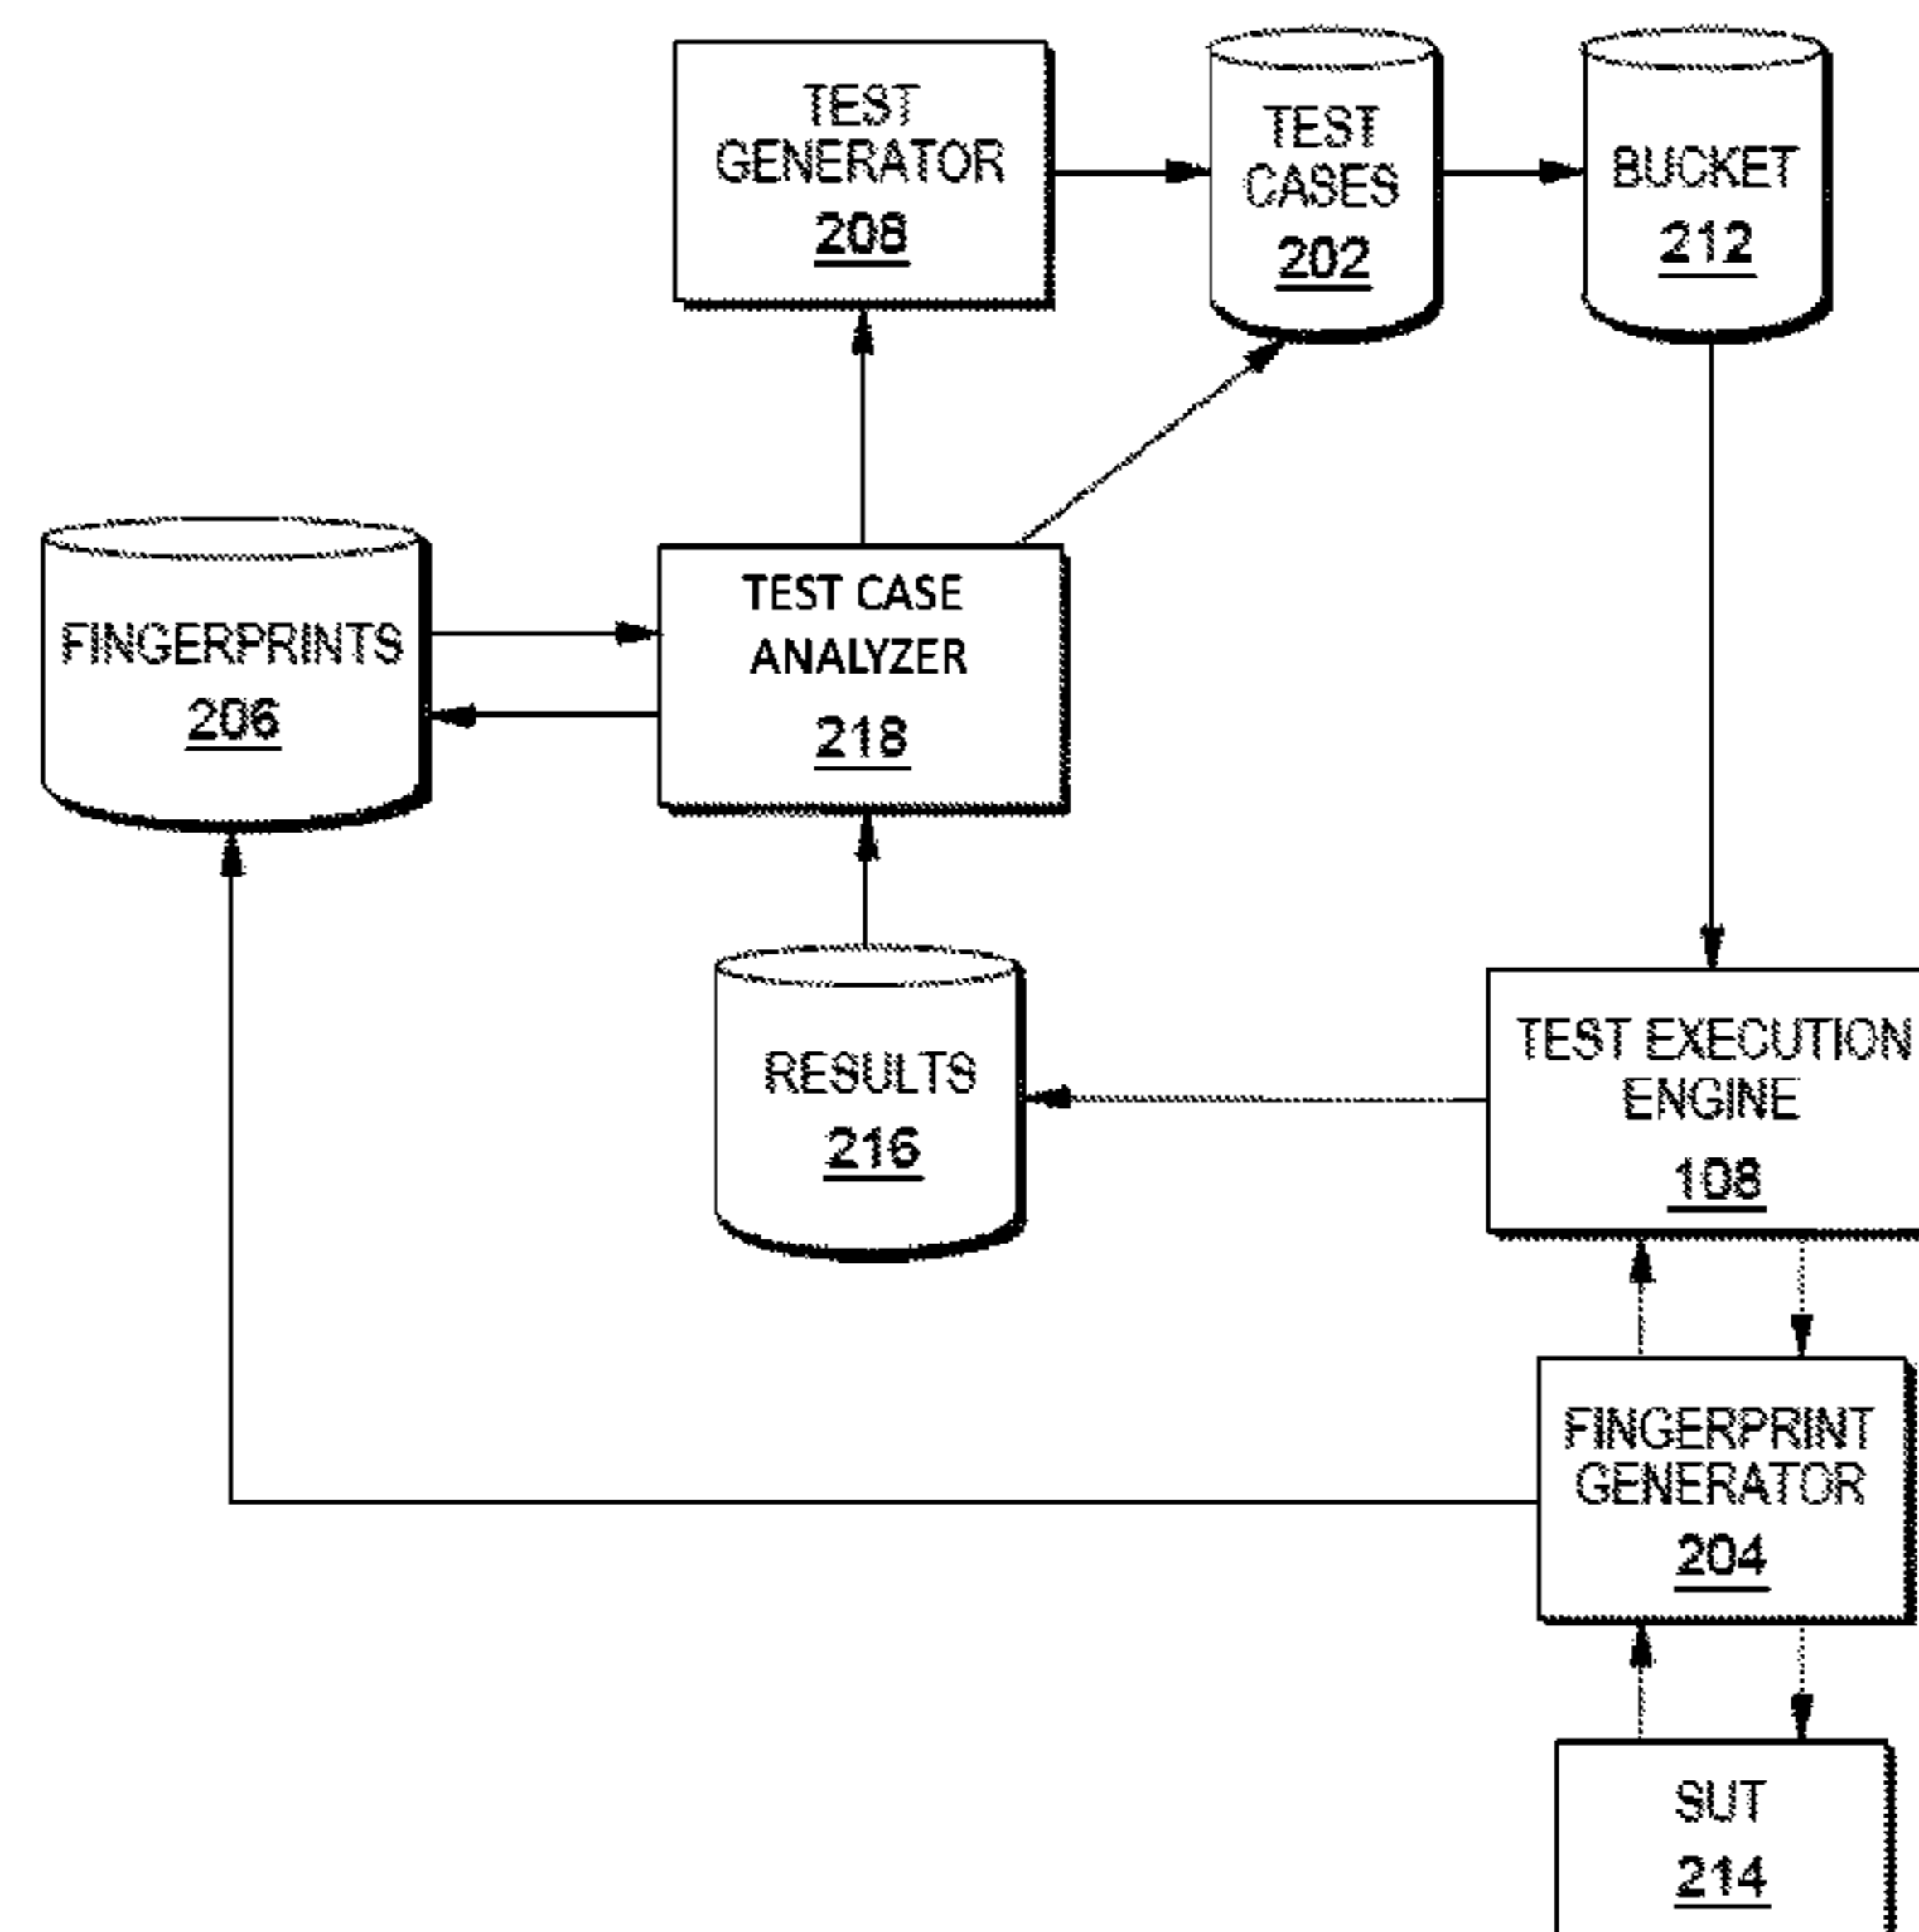 TEST
GENERATOR
208
TEST
CASES
202
BUCKET
212
FINGERPRINTS
206
TEST CASE
ANALYZER
218
RESULTS
216
TEST EXECUTION
ENGINE
108
FINGERPRINT
GENERATOR
204
SUT
214